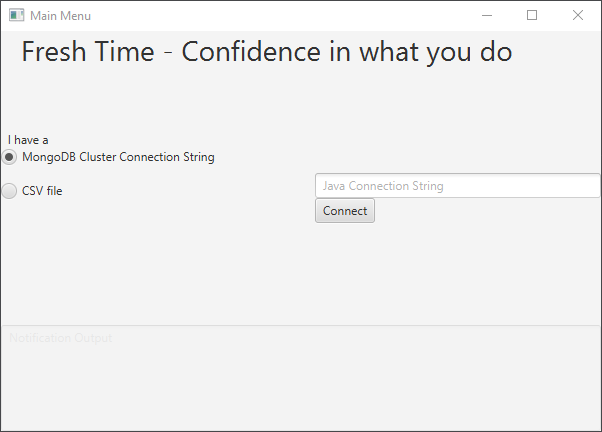 Main Menu
Fresh Time - Confidence in what you do
I have a
MongoDB Cluster Connection String
CSV file
Java Connection String
Connect
Notification Output